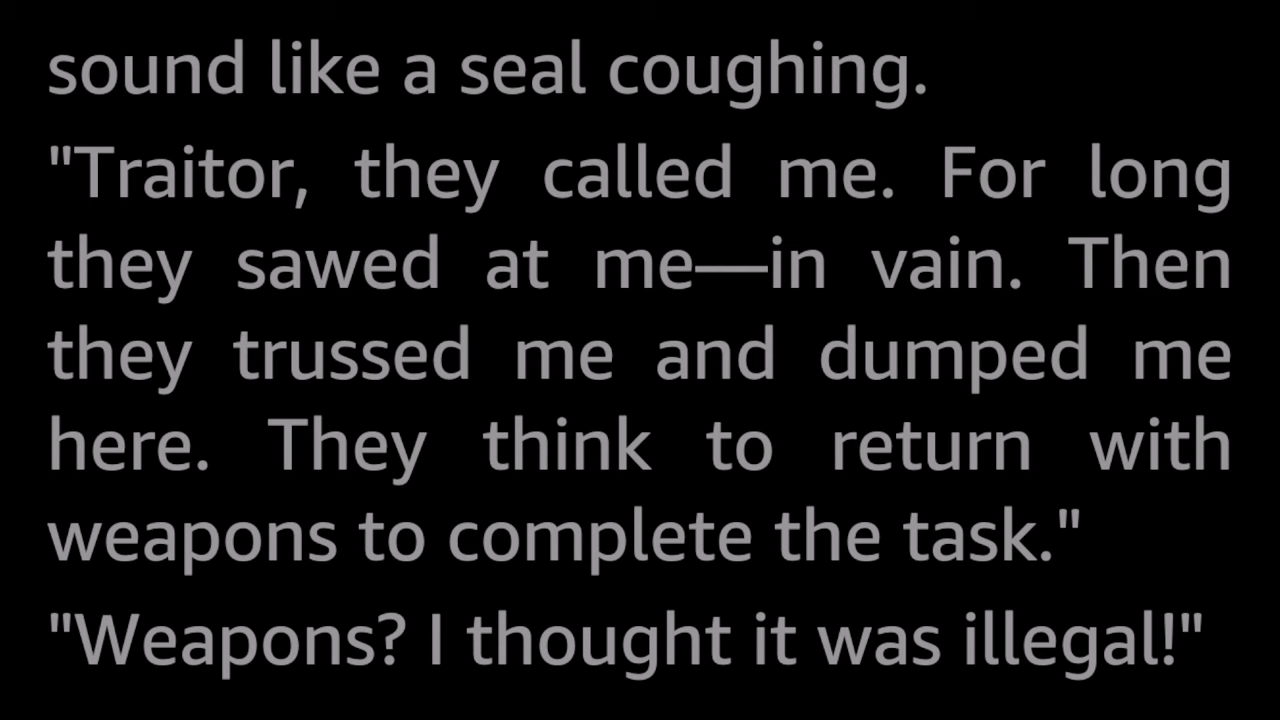 sound like a seal coughing.
"Traitor, they called me. For long
they sawed at me—in vain. Then
they trussed me and dumped me
here. They think to return with
weapons to complete the task."
"Weapons? I thought it was illegal!"